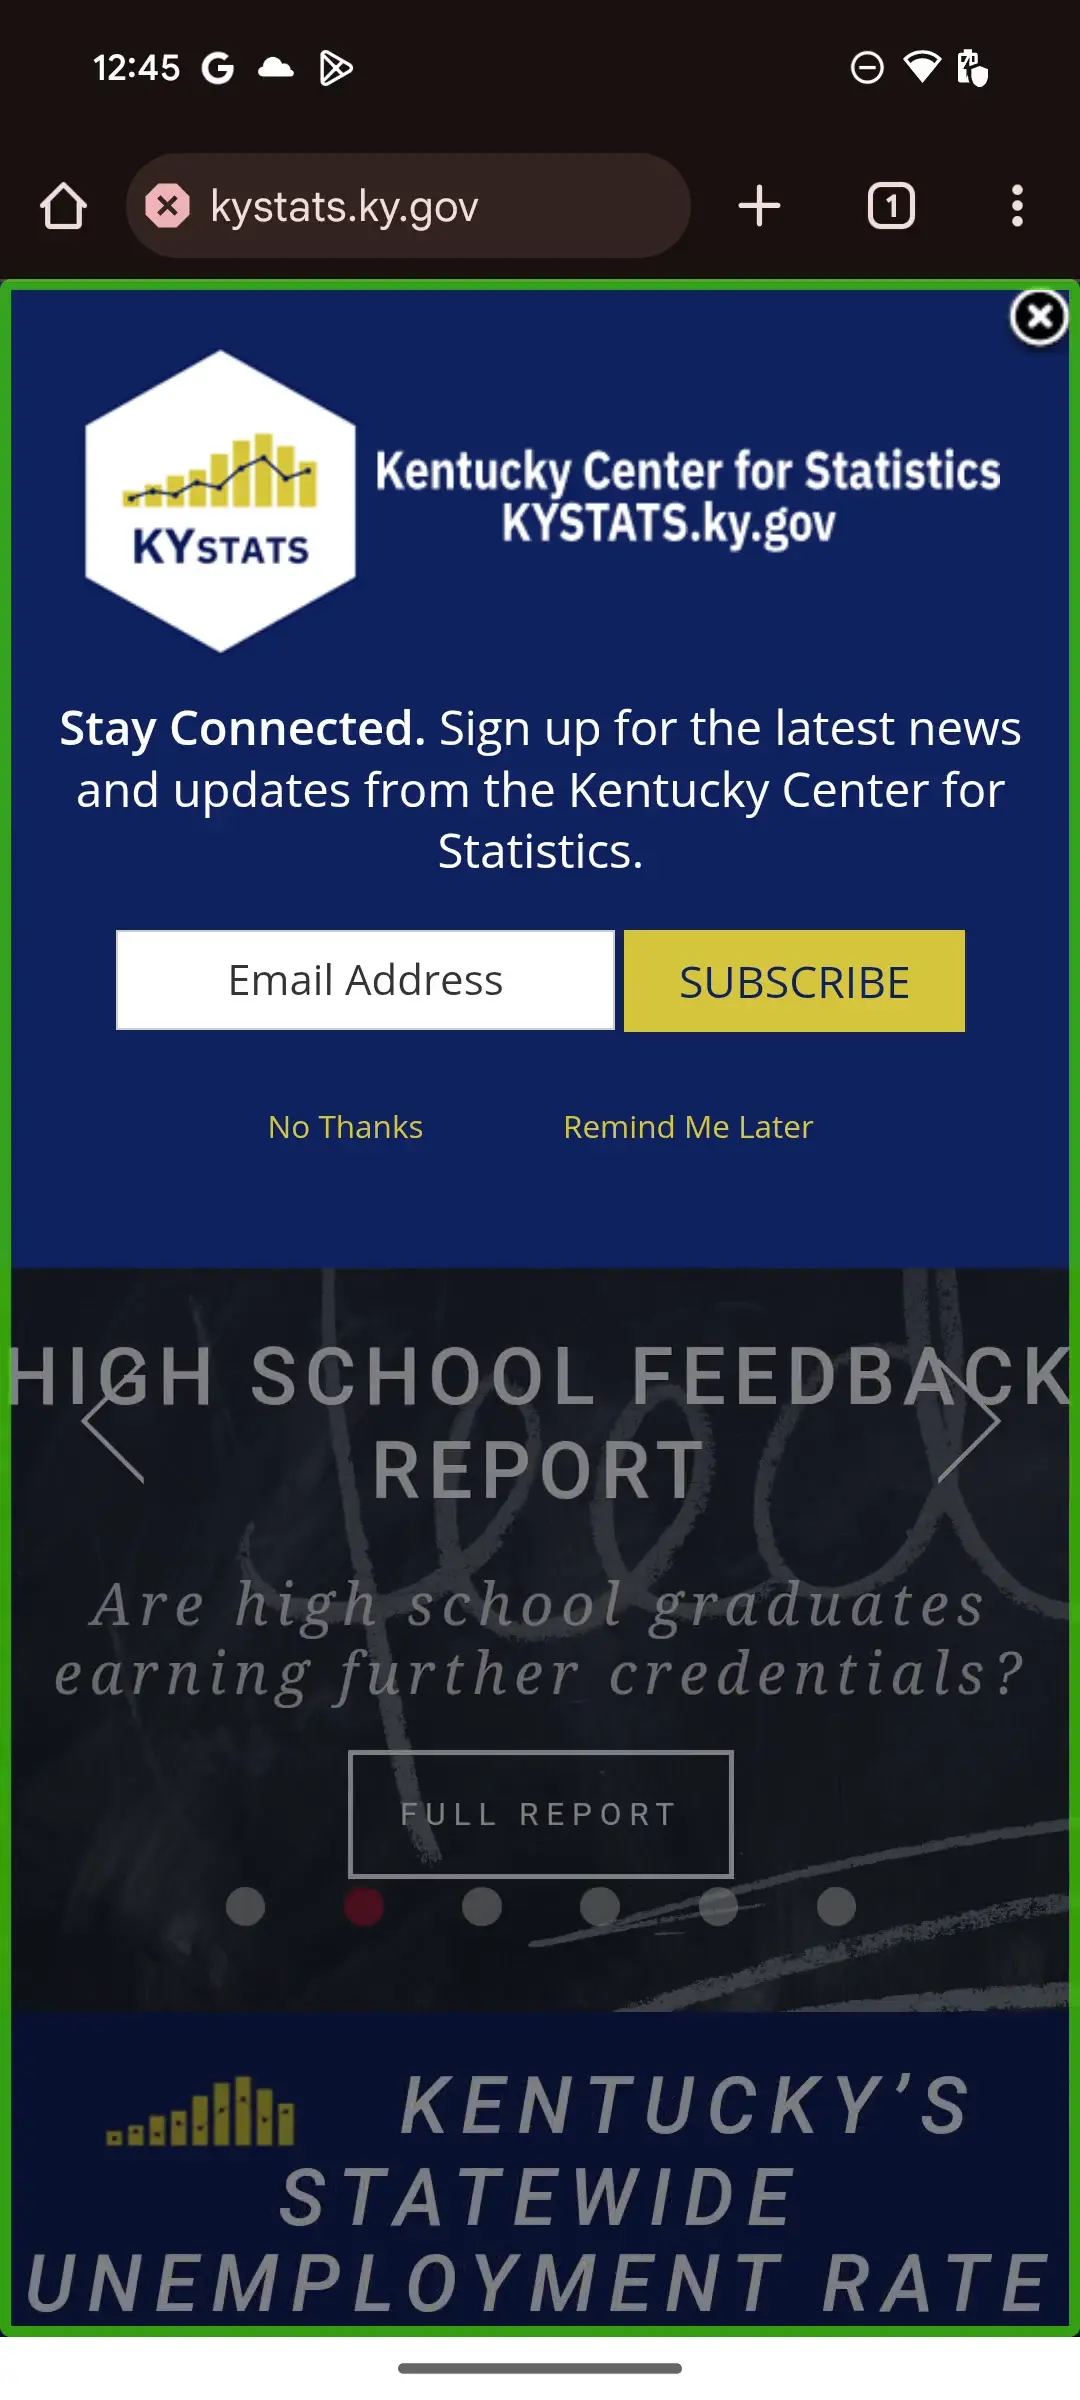 12:45
kystats.ky.gov
1
KYSTATS
Kentucky Center for Statistics
KYSTATS.ky.gov
Stay Connected. Sign up for the latest news
and updates from the Kentucky Center for
Statistics.
Email Address
SUBSCRIBE
No Thanks
Remind Me Later
HIGH SCHOOL FEEDBACK
REPORT
Are high school graduates
earning further credentials?
FULL REPORT
KENTUCKY’S
STATEWIDE
UNEMPLOYMENT RATE